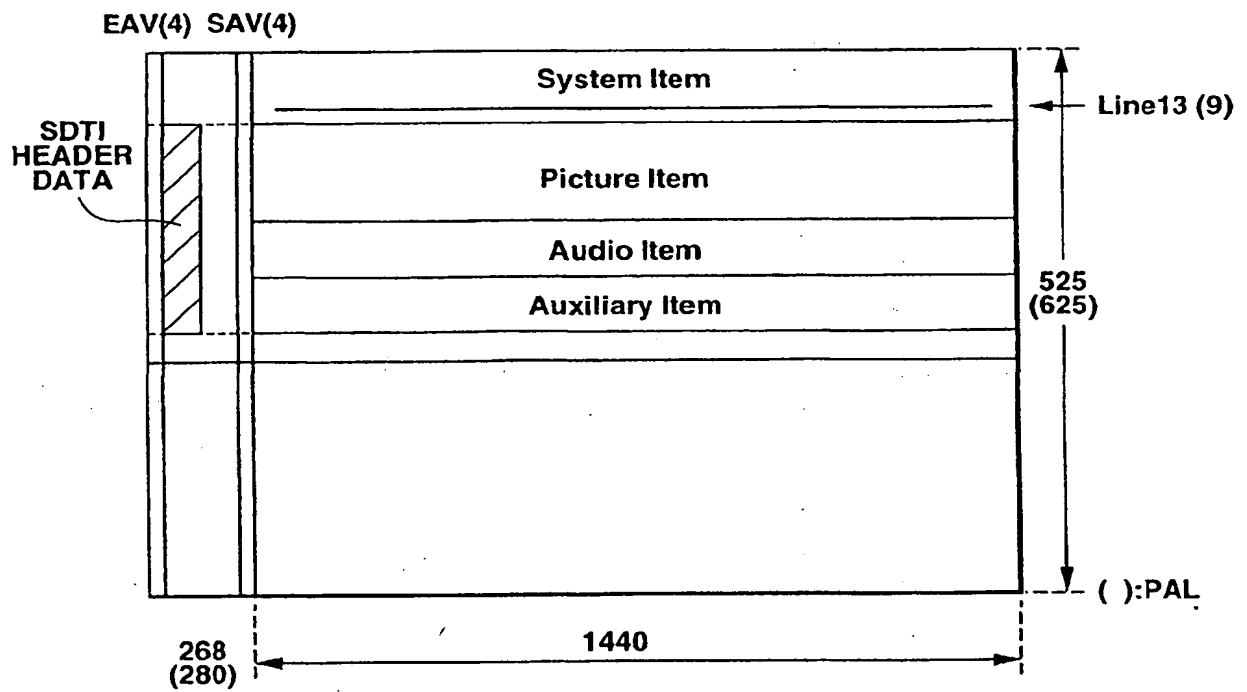 EAV(4) SAV(4)
System Item
Line13 (9)
SDTI
HEADER
DATA
Picture Item
Audio Item
525
(625)
Auxiliary Item
( ):PAL
268
(280)
1440